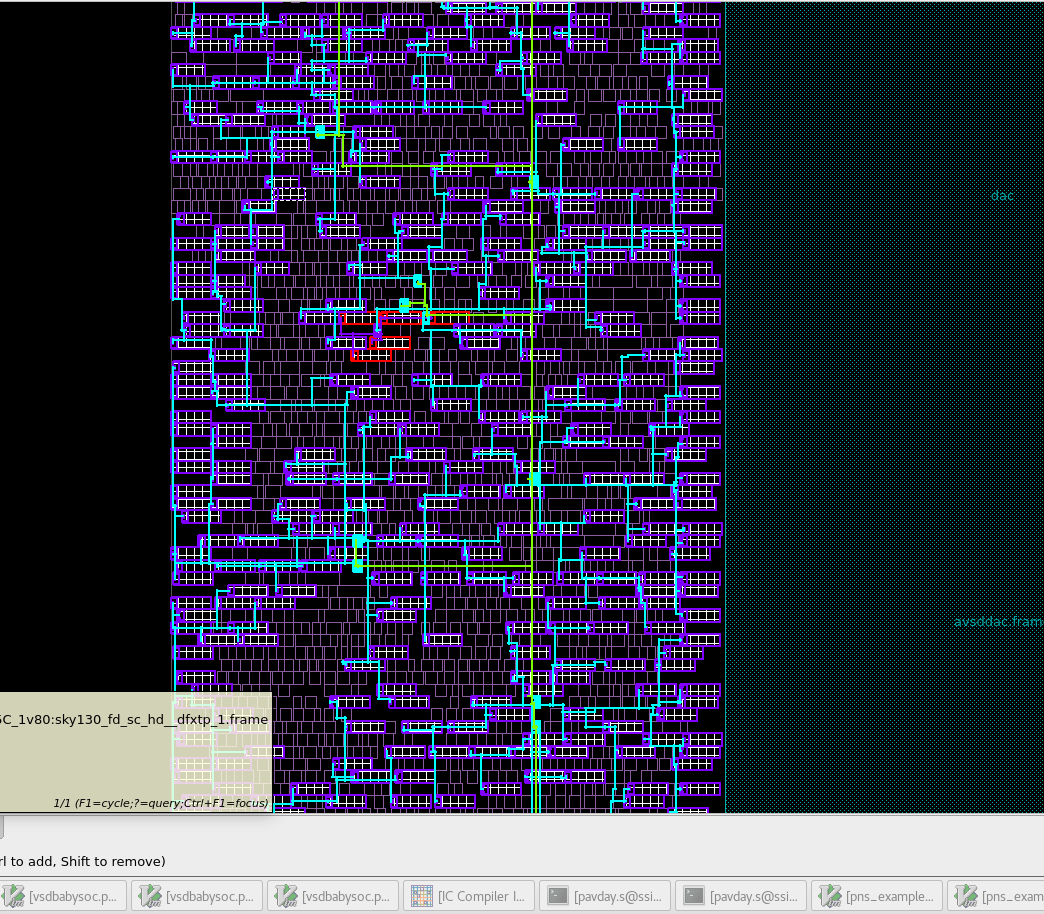 dac
avsddac.fram
5C_1v80:sky130_fd_sc_hd__dfxtp_1.frame
1/1 (F1=cycle;?=query;Ctrl+F1=focus)
rl to add, Shift to remove)
[vsdbabysoc.p... [vsdbabysoc.p... [vsdbabysoc.p... [IC Compiler I... [pavday.s@ssi... [pavday.s@ssi... [pns_example... [pns_exam